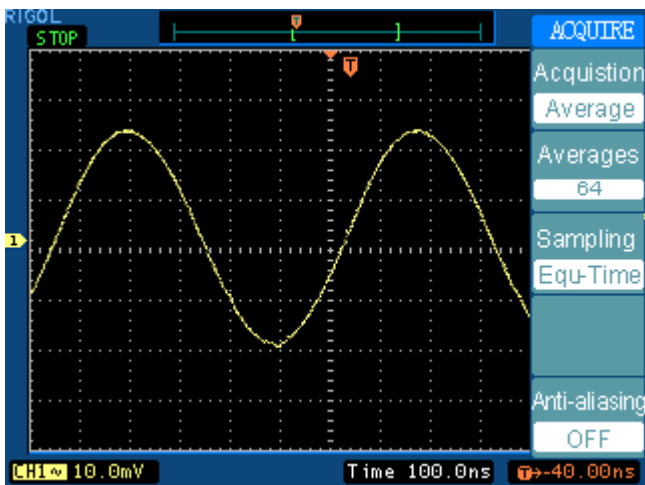 RIGOL
STOP
T
T
1
ACQUIRE
Acquistion
Average
Averages
64
Sampling
Equ-Time
Anti-aliasing
OFF
CH1 ~ 10.0mV
Time 100.0ns
T→-40.00ns